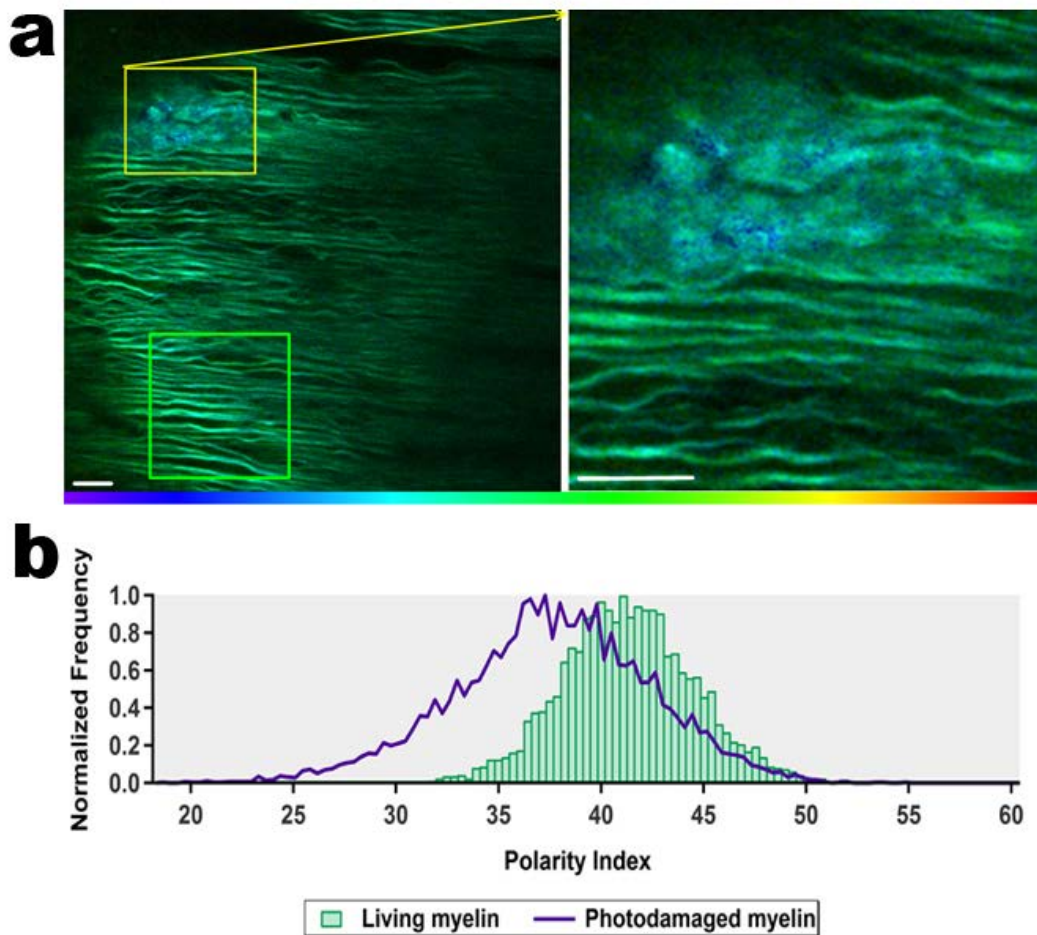 a
b
Normalized Frequency
1.0
0.8
0.6
0.4
0.2
0.0
20 25 30 35 40 45 50 55 60
Polarity Index
Living myelin Photodamaged myelin